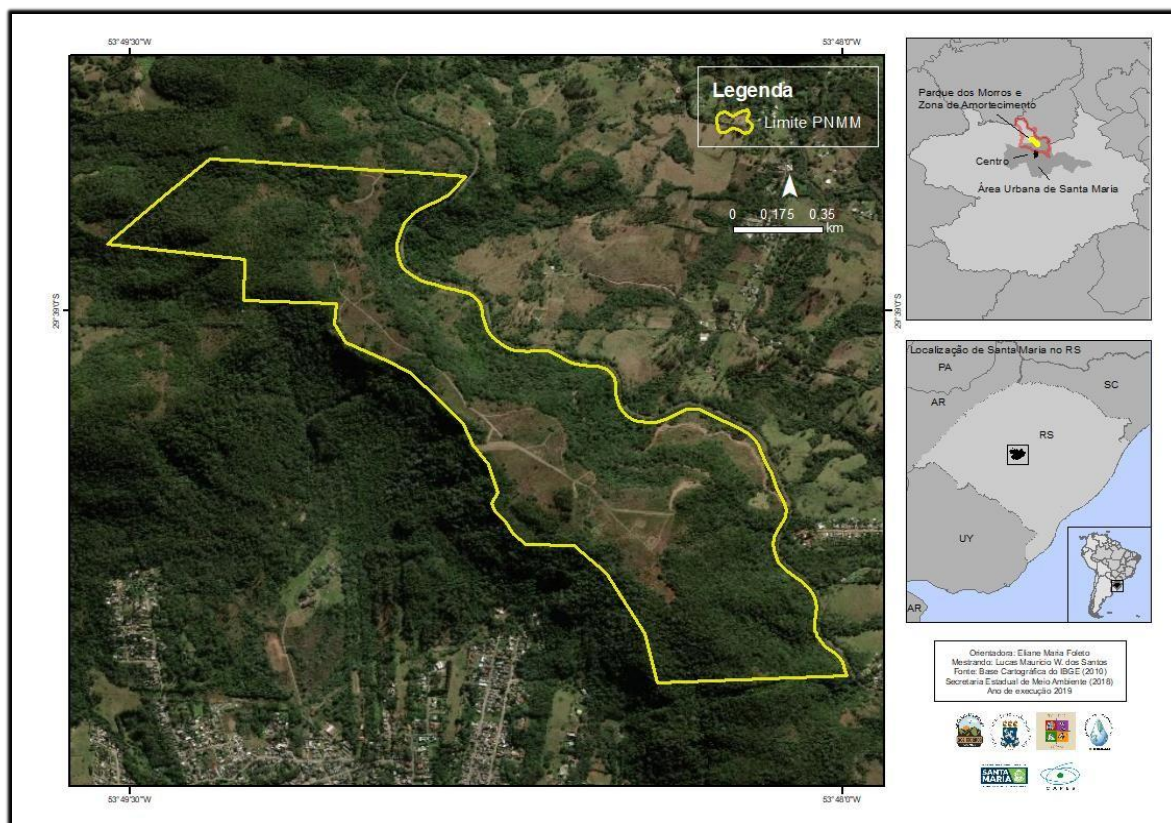 53°49'30"W
53°48'0"W
Legenda
Limite PNMM
N
0 0,175 0,35
km
29°39'0"S
29°39'0"S
53°49'30"W
53°48'0"W
Parque dos Morros e
Zona de Amortecimento
Centro
Área Urbana de Santa Maria
Localização de Santa Maria no RS
PA
SC
AR
RS
UY
AR
Orientadora: Eliane Maria Foleto
Mestrando: Lucas Mauricio W. dos Santos
Fonte: Base Cartográfica do IBGE (2010)
Secretaria Estadual de Meio Ambiente (2018)
Ano de execução 2019
SANTA
MARIA
CAPES